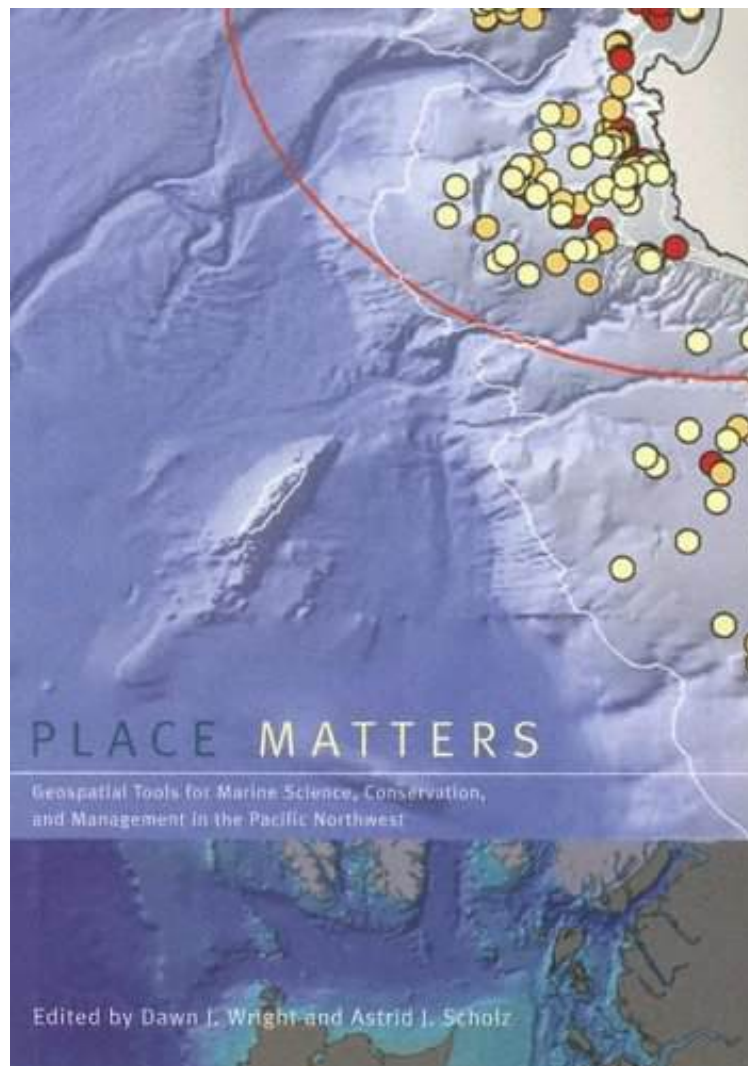 PLACE MATTERS
Geospatial Tools for Marine Science, Conservation,
and Management in the Pacific Northwest
Edited by Dawn J. Wright and Astrid J. Scholz